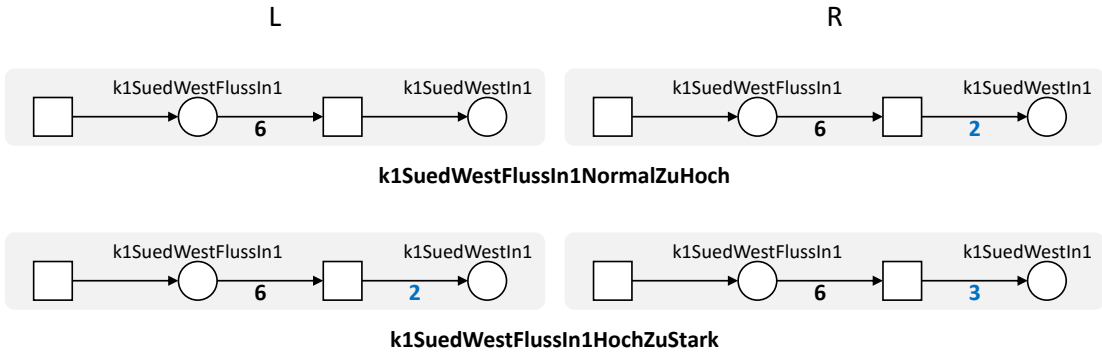 L R
k1SuedWestFlussIn1 k1SuedWestIn1 k1SuedWestFlussIn1 k1SuedWestIn1
6 6 2
k1SuedWestFlussIn1NormalZuHoch
k1SuedWestFlussIn1 k1SuedWestIn1 k1SuedWestFlussIn1 k1SuedWestIn1
6 2 6 3
k1SuedWestFlussIn1HochZuStark